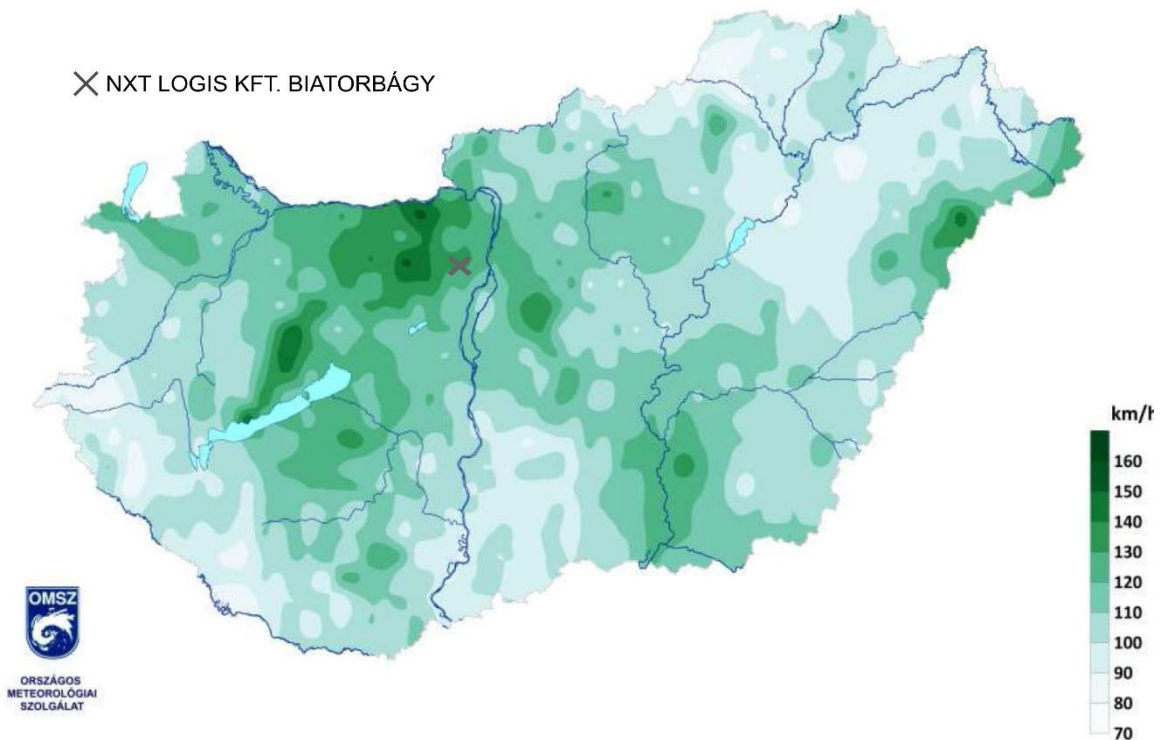 NXT LOGIS KFT. BIATORBÁGY
km/h
160
150
140
130
120
110
100
90
80
70
OMSZ
ORSZÁGOS
METEOROLÓGIAI
SZOLGÁLAT